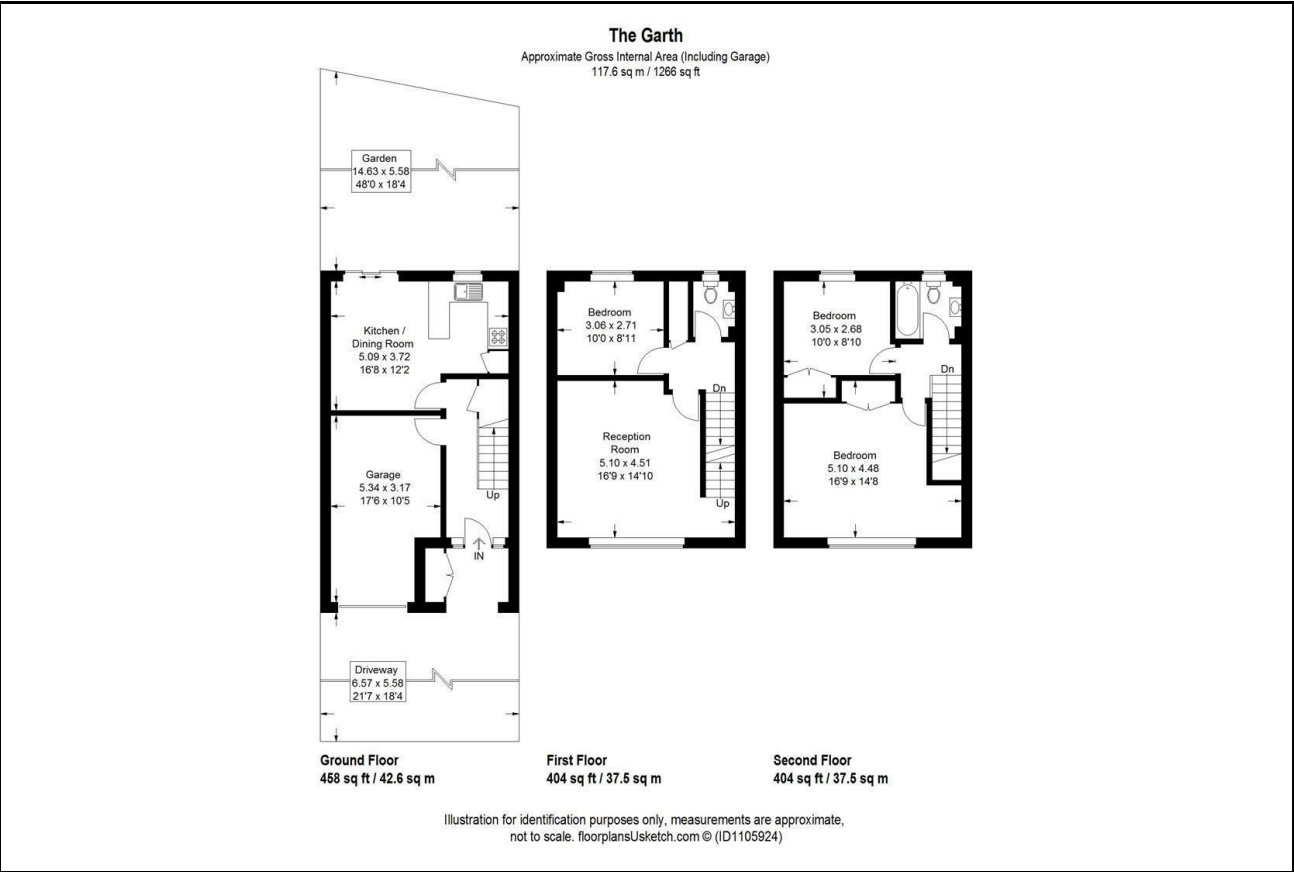 The Garth
Approximate Gross Internal Area (Including Garage)
117.6 sq m / 1266 sq ft
Garden
14.63 x 5.58
48'0 x 18'4
Kitchen /
Dining Room
5.09 x 3.72
16'8 x 12'2
Garage
5.34 x 3.17
17'6 x 10'5
Up
IN
Driveway
6.57 x 5.58
21'7 x 18'4
Bedroom
3.06 x 2.71
10'0 x 8'11
Dn
Reception
Room
5.10 x 4.51
16'9 x 14'10
Up
Bedroom
3.05 x 2.68
10'0 x 8'10
Dn
Bedroom
5.10 x 4.48
16'9 x 14'8
Ground Floor
458 sq ft / 42.6 sq m
First Floor
404 sq ft / 37.5 sq m
Second Floor
404 sq ft / 37.5 sq m
Illustration for identification purposes only, measurements are approximate,
not to scale. floorplansUsketch.com © (ID1105924)